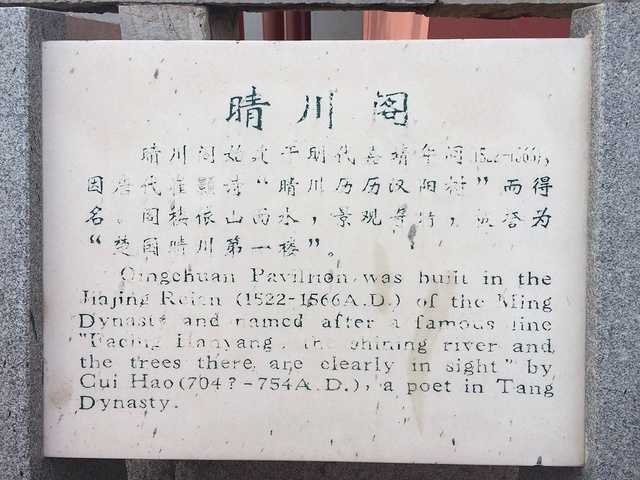 晴川阁
晴川阁始建于明代嘉靖年间(1522-1566),
因唐代崔颢诗“晴川历历汉阳树”而得
名。阁楼依山面水,景观奇特,被誉为
“楚国晴川第一楼”。
Qingchuan Pavilrion was built in the
Jiajing Reign (1522-1566A.D.) of the Ming
Dynasty and named after a famous line
"Facing Hanyang, the shining river and
the trees there are clearly in sight" by
Cui Hao(704?-754A.D.), a poet in Tang
Dynasty.